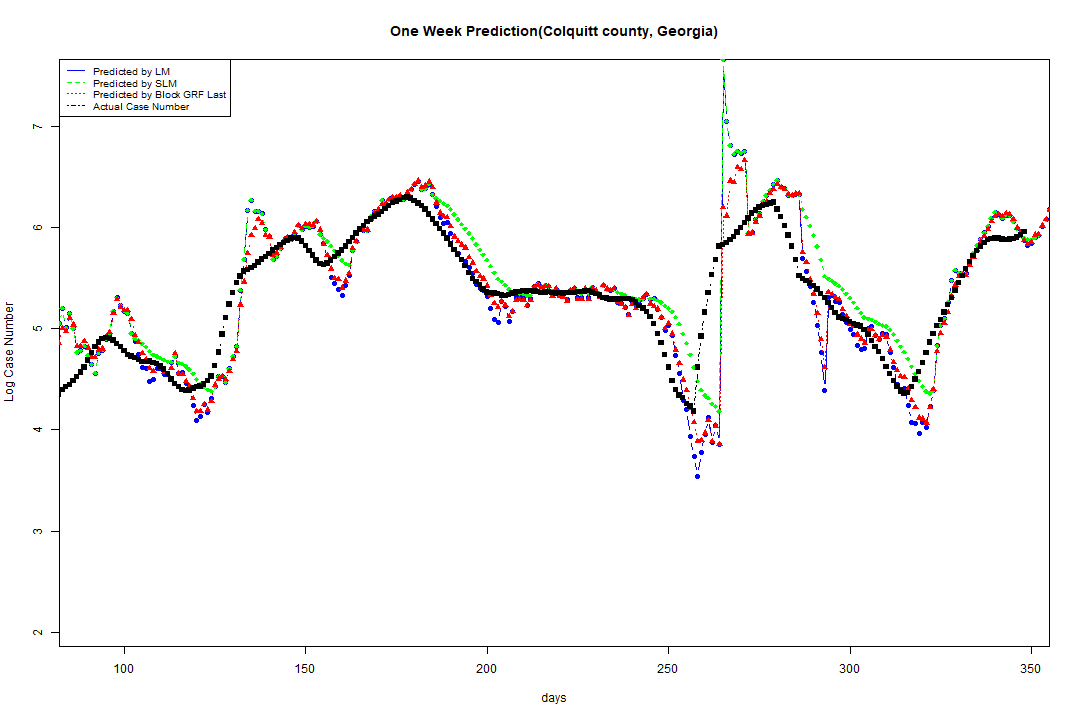 One Week Prediction(Colquitt county, Georgia)
Predicted by LM
Predicted by SLM
Predicted by Block GRF Last
Actual Case Number
Log Case Number
7
6
5
4
3
2
100 150 200 250 300 350
days